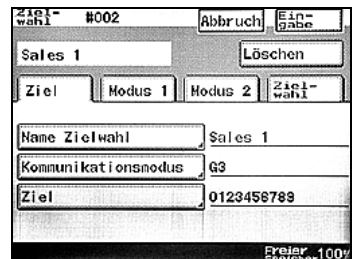 Ziel-
wahl #002 Abbruch Ein-
gabe
Sales 1 Löschen
Ziel Modus 1 Modus 2 Ziel-
wahl
Name Zielwahl Sales 1
Kommunikationsmodus G3
Ziel 0123456789
Freier
Speicher 100%